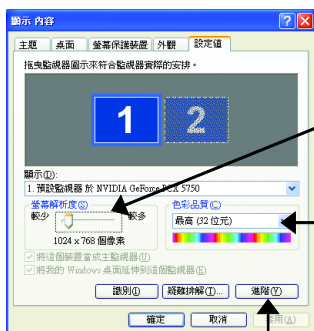 顯示 內容
主題 桌面 螢幕保護裝置 外觀 設定值
拖曳監視器圖示來符合監視器實際的安排。
1 2
顯示(D):
1. 預設監視器 於 NVIDIA GeForce PCX 5750
螢幕解析度(S) 色彩品質(C)
較少 較多 最高 (32 位元)
1024 x 768 個像素
將這個裝置當成主監視器(U)
將我的 Windows 桌面延伸到這個監視器(E)
識別(I) 疑難排解(T)... 進階(V)
確定 取消 套用(A)